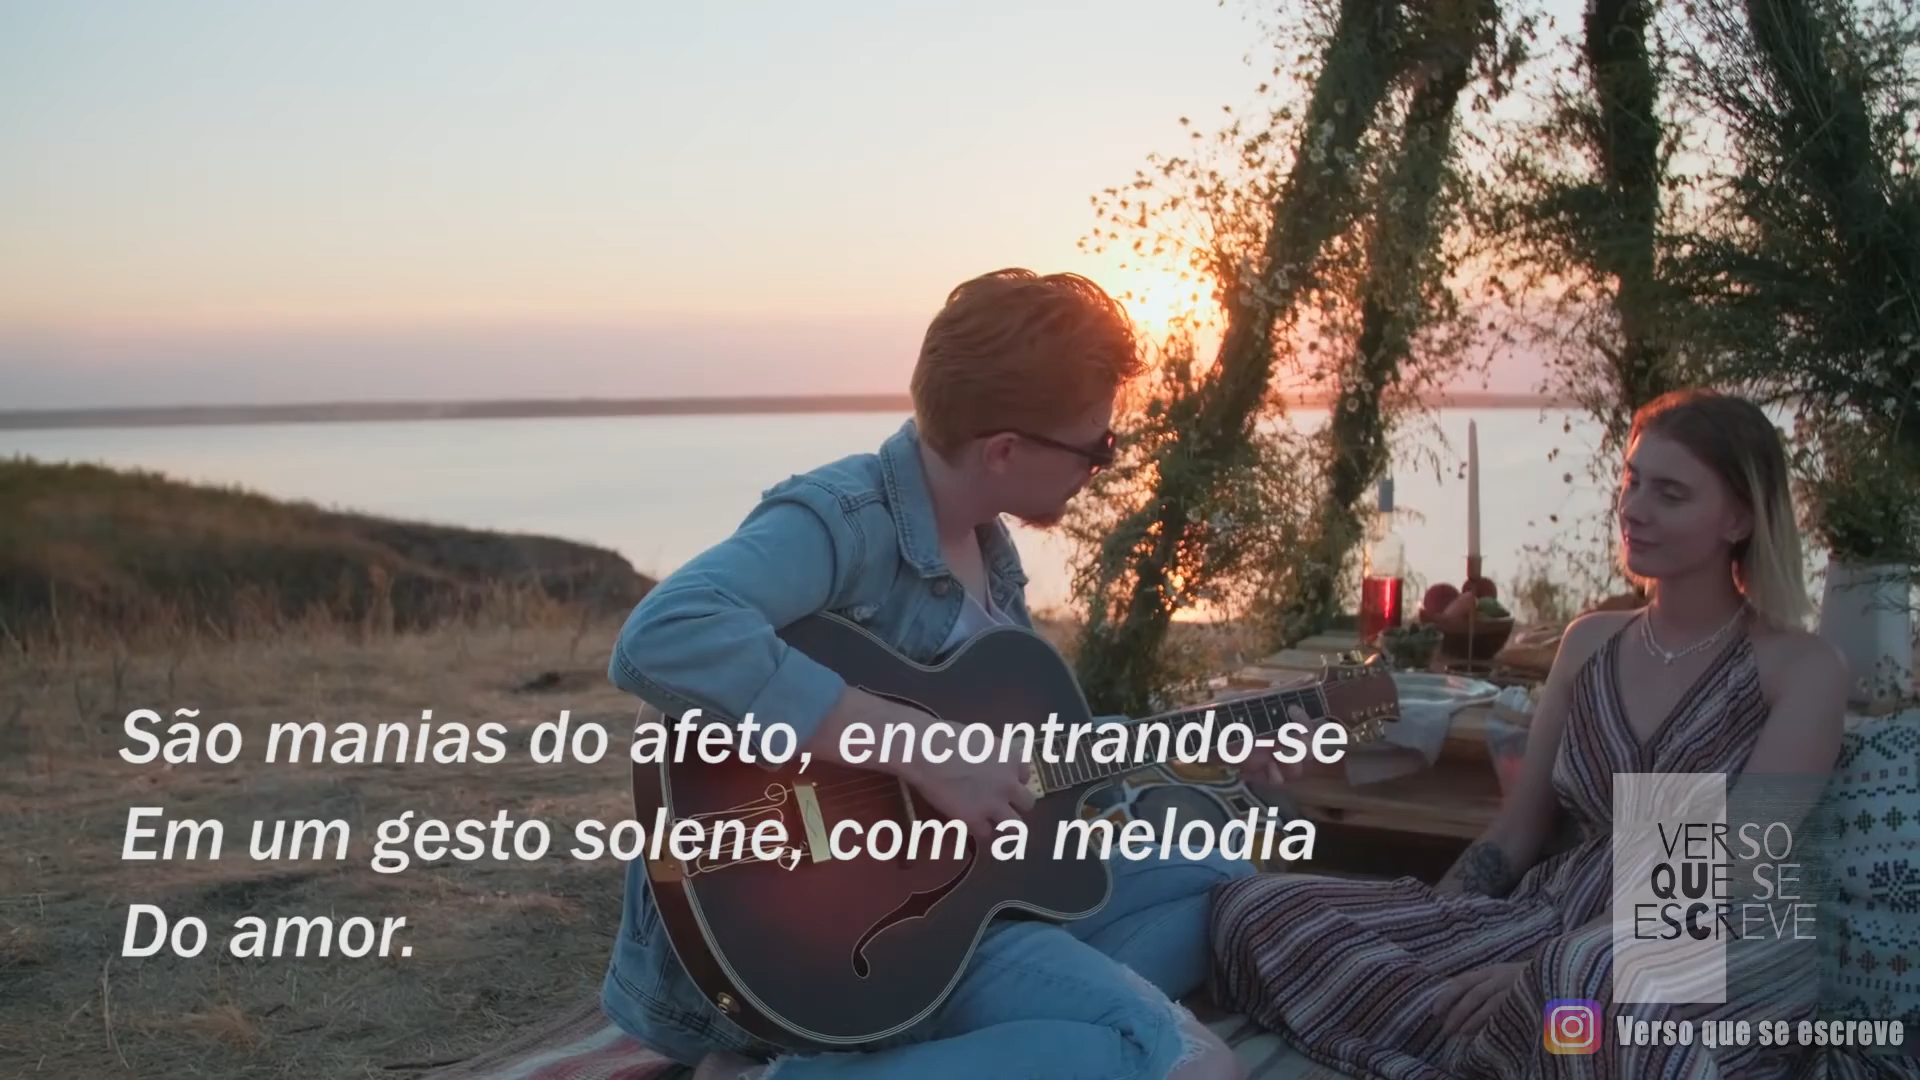 São manias do afeto, encontrando-se
Em um gesto solene, com a melodia
Do amor.
VERSO
QUE SE
ESCREVE
Verso que se escreve